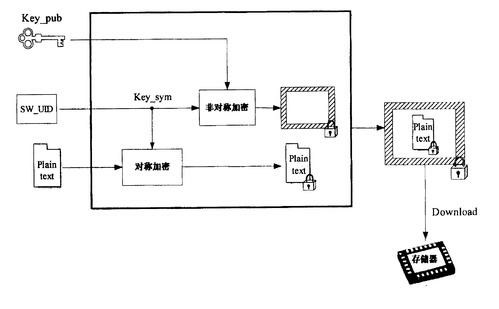 Key_pub
SW_UID
Key_sym
非对称加密
Plain
text
对称加密
Plain
text
Plain
text
Download
存储器